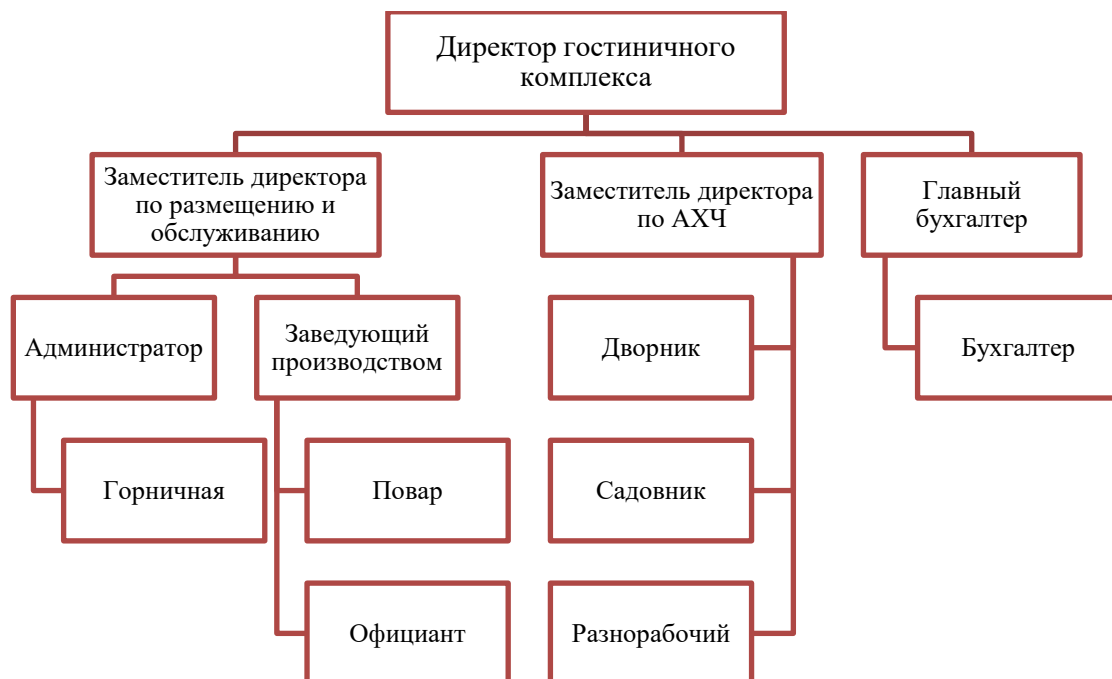 Директор гостиничного
комплекса
Заместитель директора
по размещению и
обслуживанию
Заместитель директора
по АХЧ
Главный
бухгалтер
Администратор
Заведующий
производством
Дворник
Бухгалтер
Горничная
Повар
Садовник
Официант
Разнорабочий